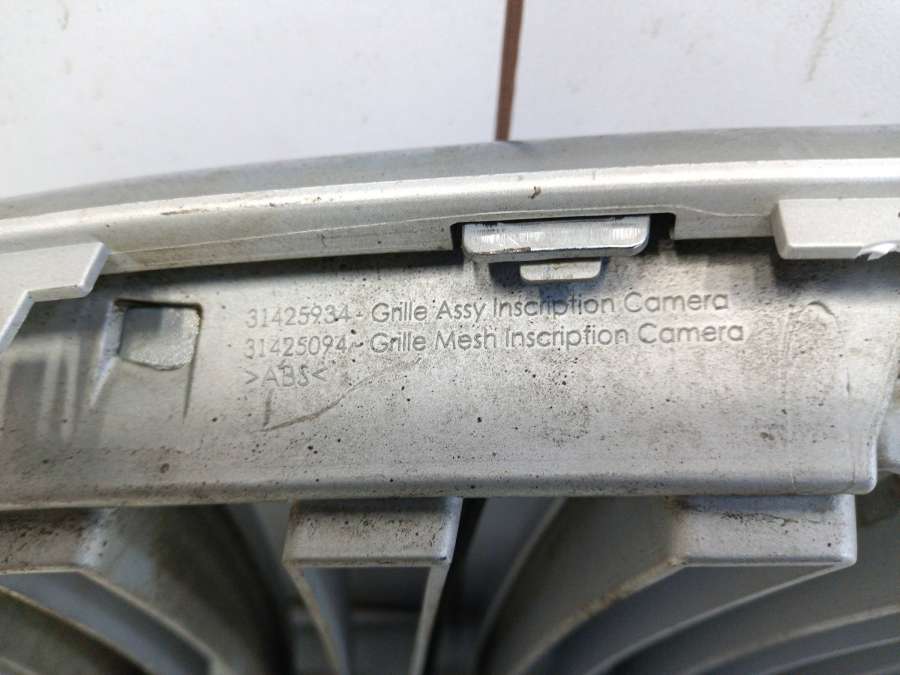 31425934 - Grille Assy Inscription Camera
31425094 - Grille Mesh Inscription Camera
>ABS<